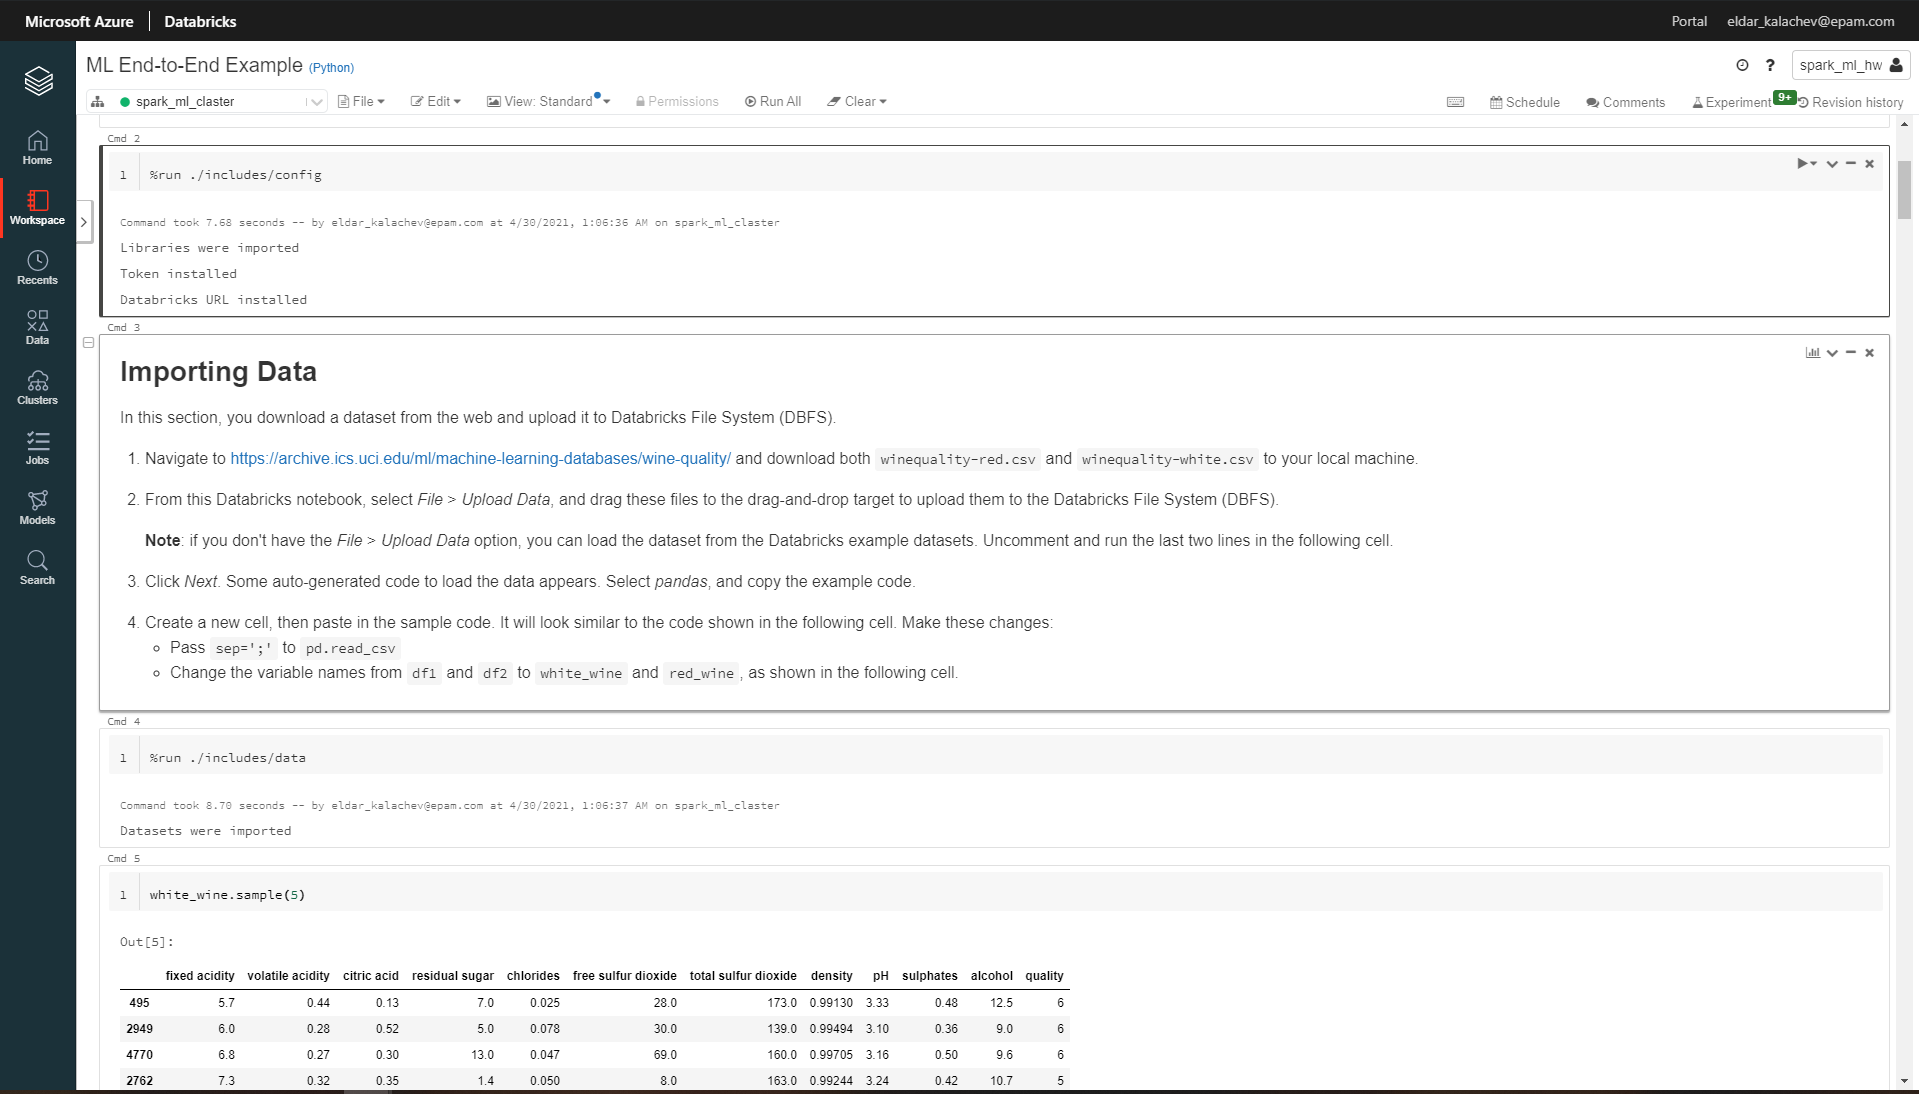 Microsoft Azure Databricks Portal eldar_kalachev@epam.com
ML End-to-End Example (Python) ? spark_ml_hw
spark_ml_claster File Edit View: Standard Permissions Run All Clear Schedule Comments Experiment 9+ Revision history
Home
Workspace
Recents
Data
Clusters
Jobs
Models
Search
Cmd 2
1 %run ./includes/config
Command took 7.68 seconds -- by eldar_kalachev@epam.com at 4/30/2021, 1:06:36 AM on spark_ml_claster
Libraries were imported
Token installed
Databricks URL installed
Cmd 3
Importing Data
In this section, you download a dataset from the web and upload it to Databricks File System (DBFS).
1. Navigate to https://archive.ics.uci.edu/ml/machine-learning-databases/wine-quality/ and download both winequality-red.csv and winequality-white.csv to your local machine.
2. From this Databricks notebook, select File > Upload Data, and drag these files to the drag-and-drop target to upload them to the Databricks File System (DBFS).
Note: if you don't have the File > Upload Data option, you can load the dataset from the Databricks example datasets. Uncomment and run the last two lines in the following cell.
3. Click Next. Some auto-generated code to load the data appears. Select pandas, and copy the example code.
4. Create a new cell, then paste in the sample code. It will look similar to the code shown in the following cell. Make these changes:
Pass sep=';' to pd.read_csv
Change the variable names from df1 and df2 to white_wine and red_wine, as shown in the following cell.
Cmd 4
1 %run ./includes/data
Command took 8.70 seconds -- by eldar_kalachev@epam.com at 4/30/2021, 1:06:37 AM on spark_ml_claster
Datasets were imported
Cmd 5
1 white_wine.sample(5)
Out[5]:
fixed acidity volatile acidity citric acid residual sugar chlorides free sulfur dioxide total sulfur dioxide density pH sulphates alcohol quality
495 5.7 0.44 0.13 7.0 0.025 28.0 173.0 0.99130 3.33 0.48 12.5 6
2949 6.0 0.28 0.52 5.0 0.078 30.0 139.0 0.99494 3.10 0.36 9.0 6
4770 6.8 0.27 0.30 13.0 0.047 69.0 160.0 0.99705 3.16 0.50 9.6 6
2762 7.3 0.32 0.35 1.4 0.050 8.0 163.0 0.99244 3.24 0.42 10.7 5